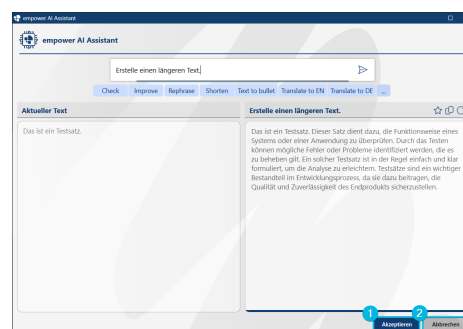 empower AI Assistant
empower AI Assistant
Erstelle einen längeren Text.
Check Improve Rephrase Shorten Text to bullet Translate to EN Translate to DE ...
Aktueller Text
Das ist ein Testsatz.
Erstelle einen längeren Text.
Das ist ein Testsatz. Dieser Satz dient dazu, die Funktionsweise eines
Systems oder einer Anwendung zu überprüfen. Durch das Testen
können mögliche Fehler oder Probleme identifiziert werden, die es
zu beheben gilt. Ein solcher Testsatz ist in der Regel einfach und klar
formuliert, um die Analyse zu erleichtern. Testsätze sind ein wichtiger
Bestandteil im Entwicklungsprozess, da sie dazu beitragen, die
Qualität und Zuverlässigkeit des Endprodukts sicherzustellen.
1 2
Akzeptieren Abbrechen